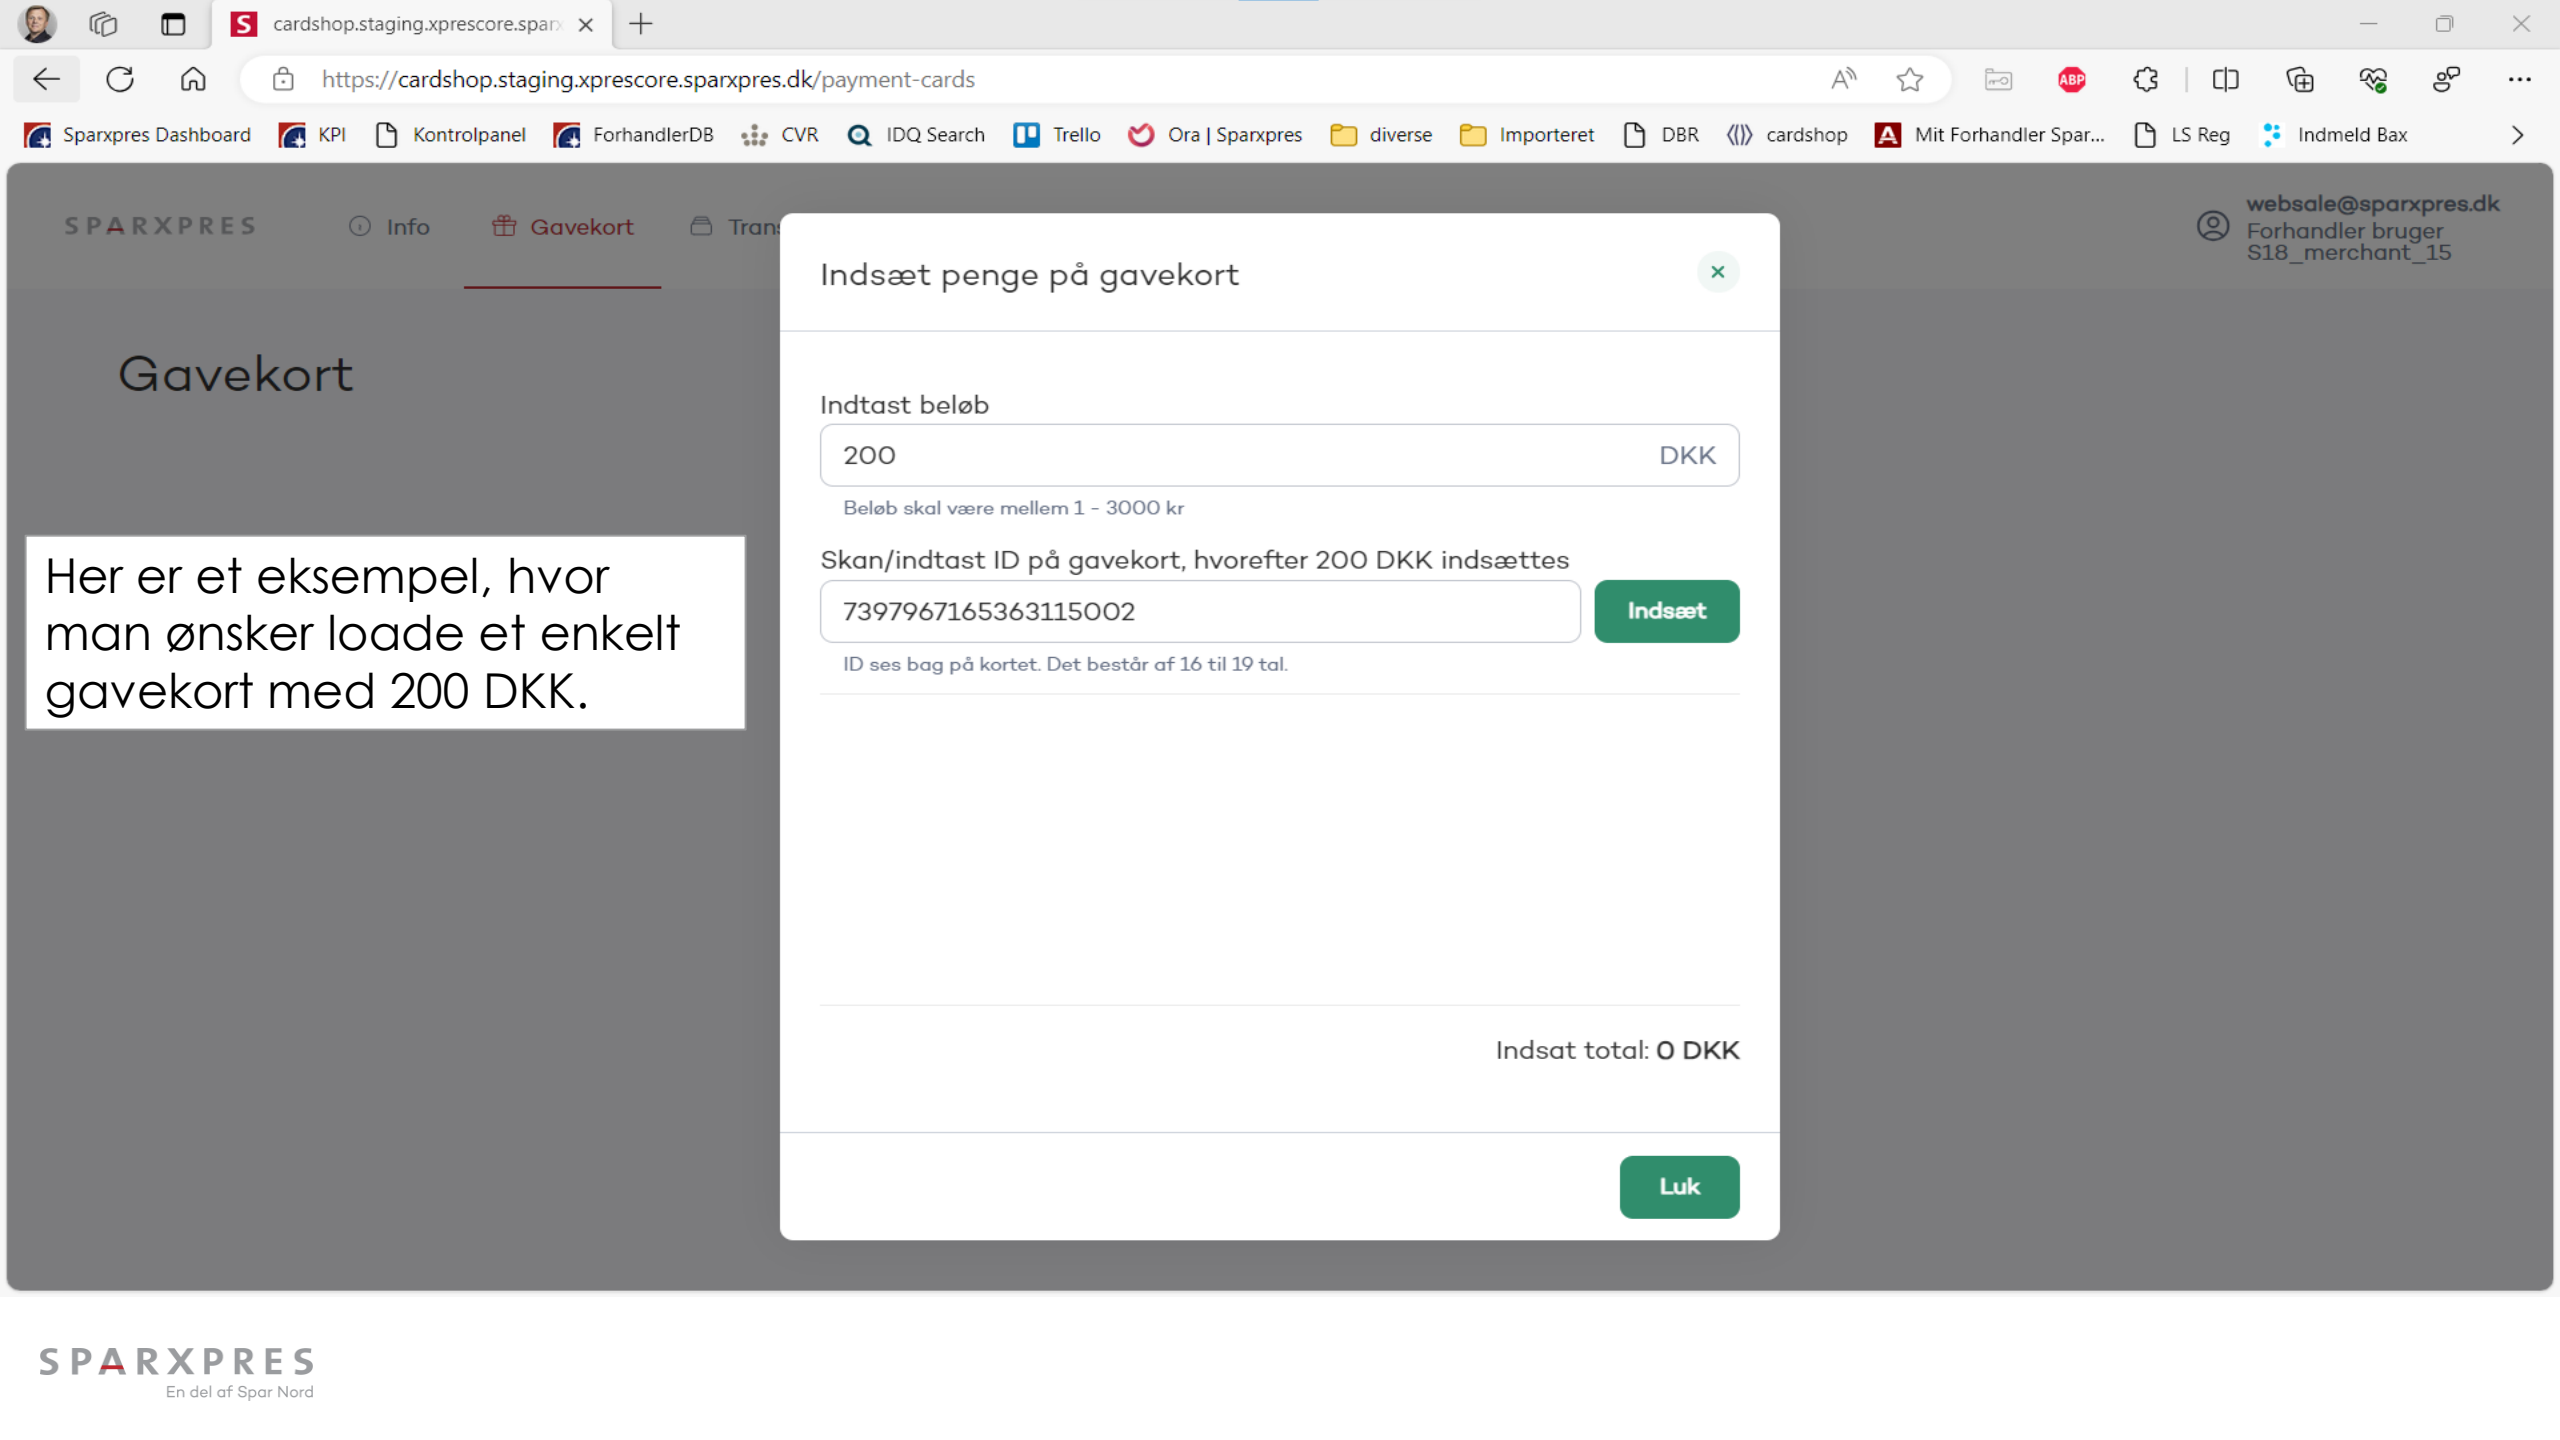 cardshop.staging.xprescore.spar
https://cardshop.staging.xprescore.sparxpres.dk/payment-cards
ABP
Sparxpres Dashboard KPI Kontrolpanel ForhandlerDB CVR IDQ Search Trello Ora | Sparxpres diverse Importeret DBR cardshop Mit Forhandler Spar... LS Reg Indmeld Bax
SPARXPRES Info Gavekort Trans
websale@sparxpres.dk
Forhandler bruger
S18_merchant_15
Gavekort
Her er et eksempel, hvor
man ønsker loade et enkelt
gavekort med 200 DKK.
Indsæt penge på gavekort
Indtast beløb
200 DKK
Beløb skal være mellem 1 - 3000 kr
Skan/indtast ID på gavekort, hvorefter 200 DKK indsættes
7397967165363115002 Indsæt
ID ses bag på kortet. Det består af 16 til 19 tal.
Indsat total: 0 DKK
Luk
SPARXPRES
En del af Spar Nord